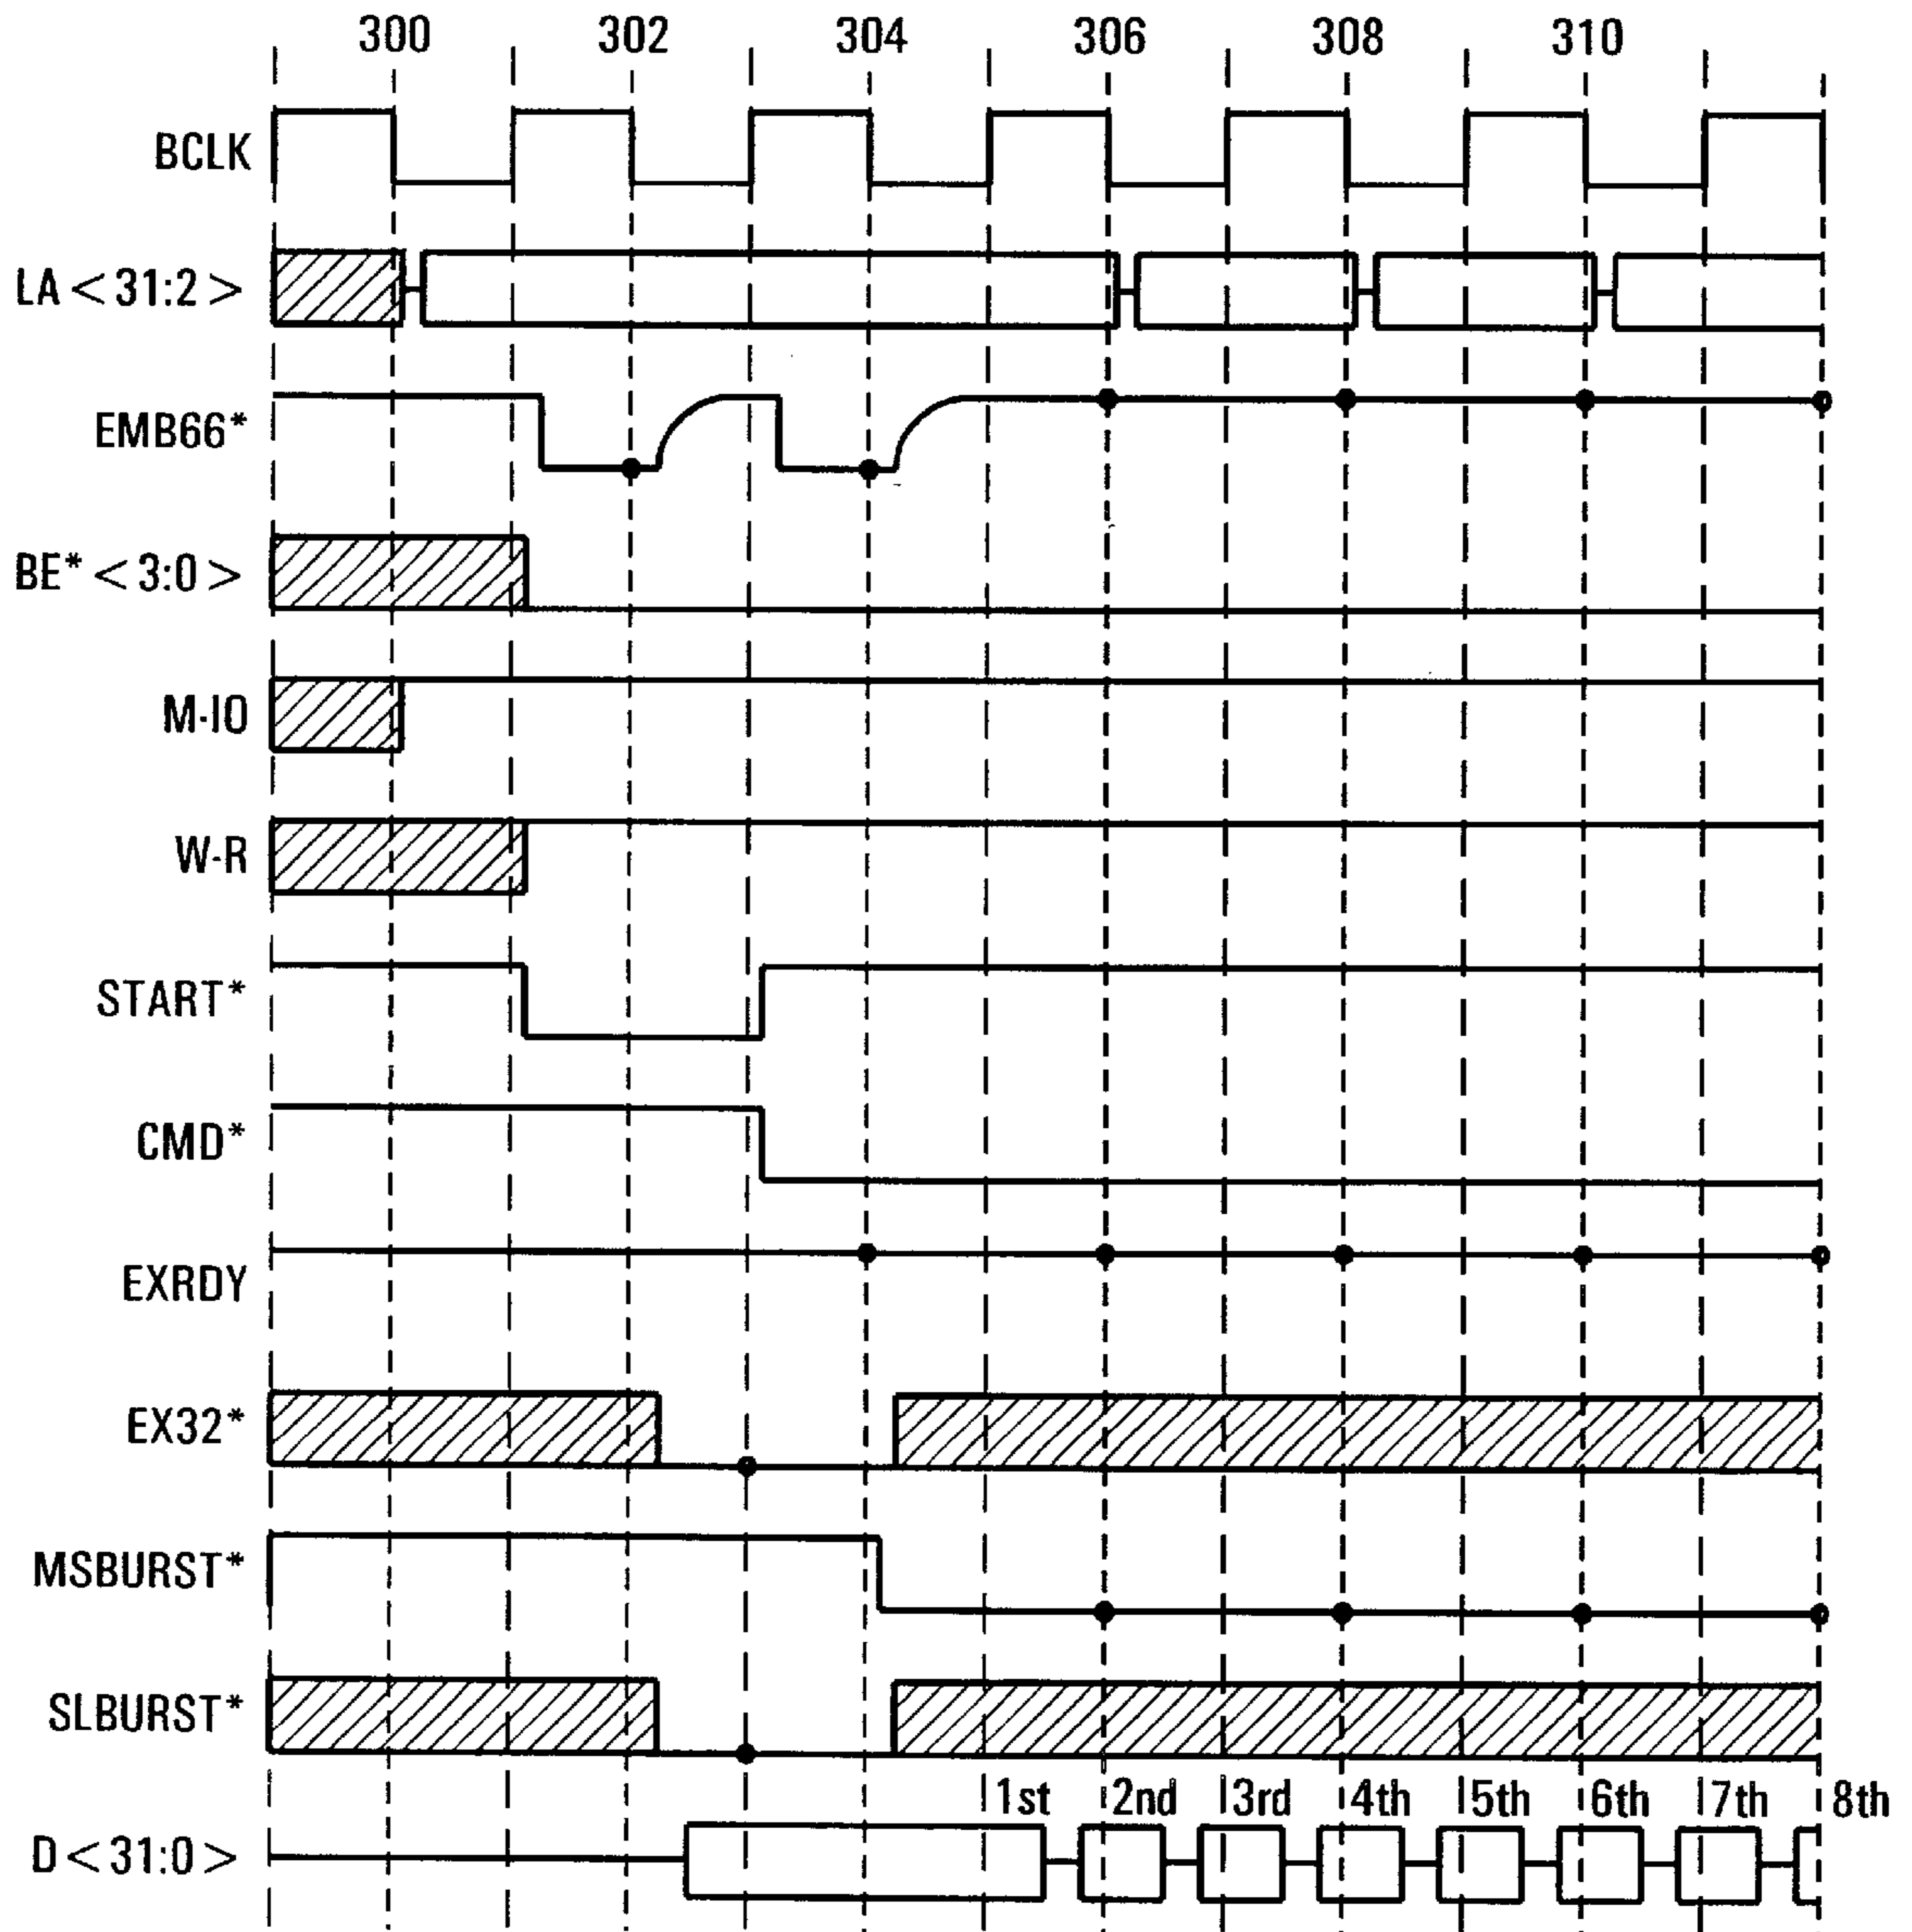 300 302 304 306 308 310
BCLK
LA<31:2>
EMB66*
BE*<3:0>
M-IO
W-R
START*
CMD*
EXRDY
EX32*
MSBURST*
SLBURST*
1st 2nd 3rd 4th 5th 6th 7th 8th
D<31:0>